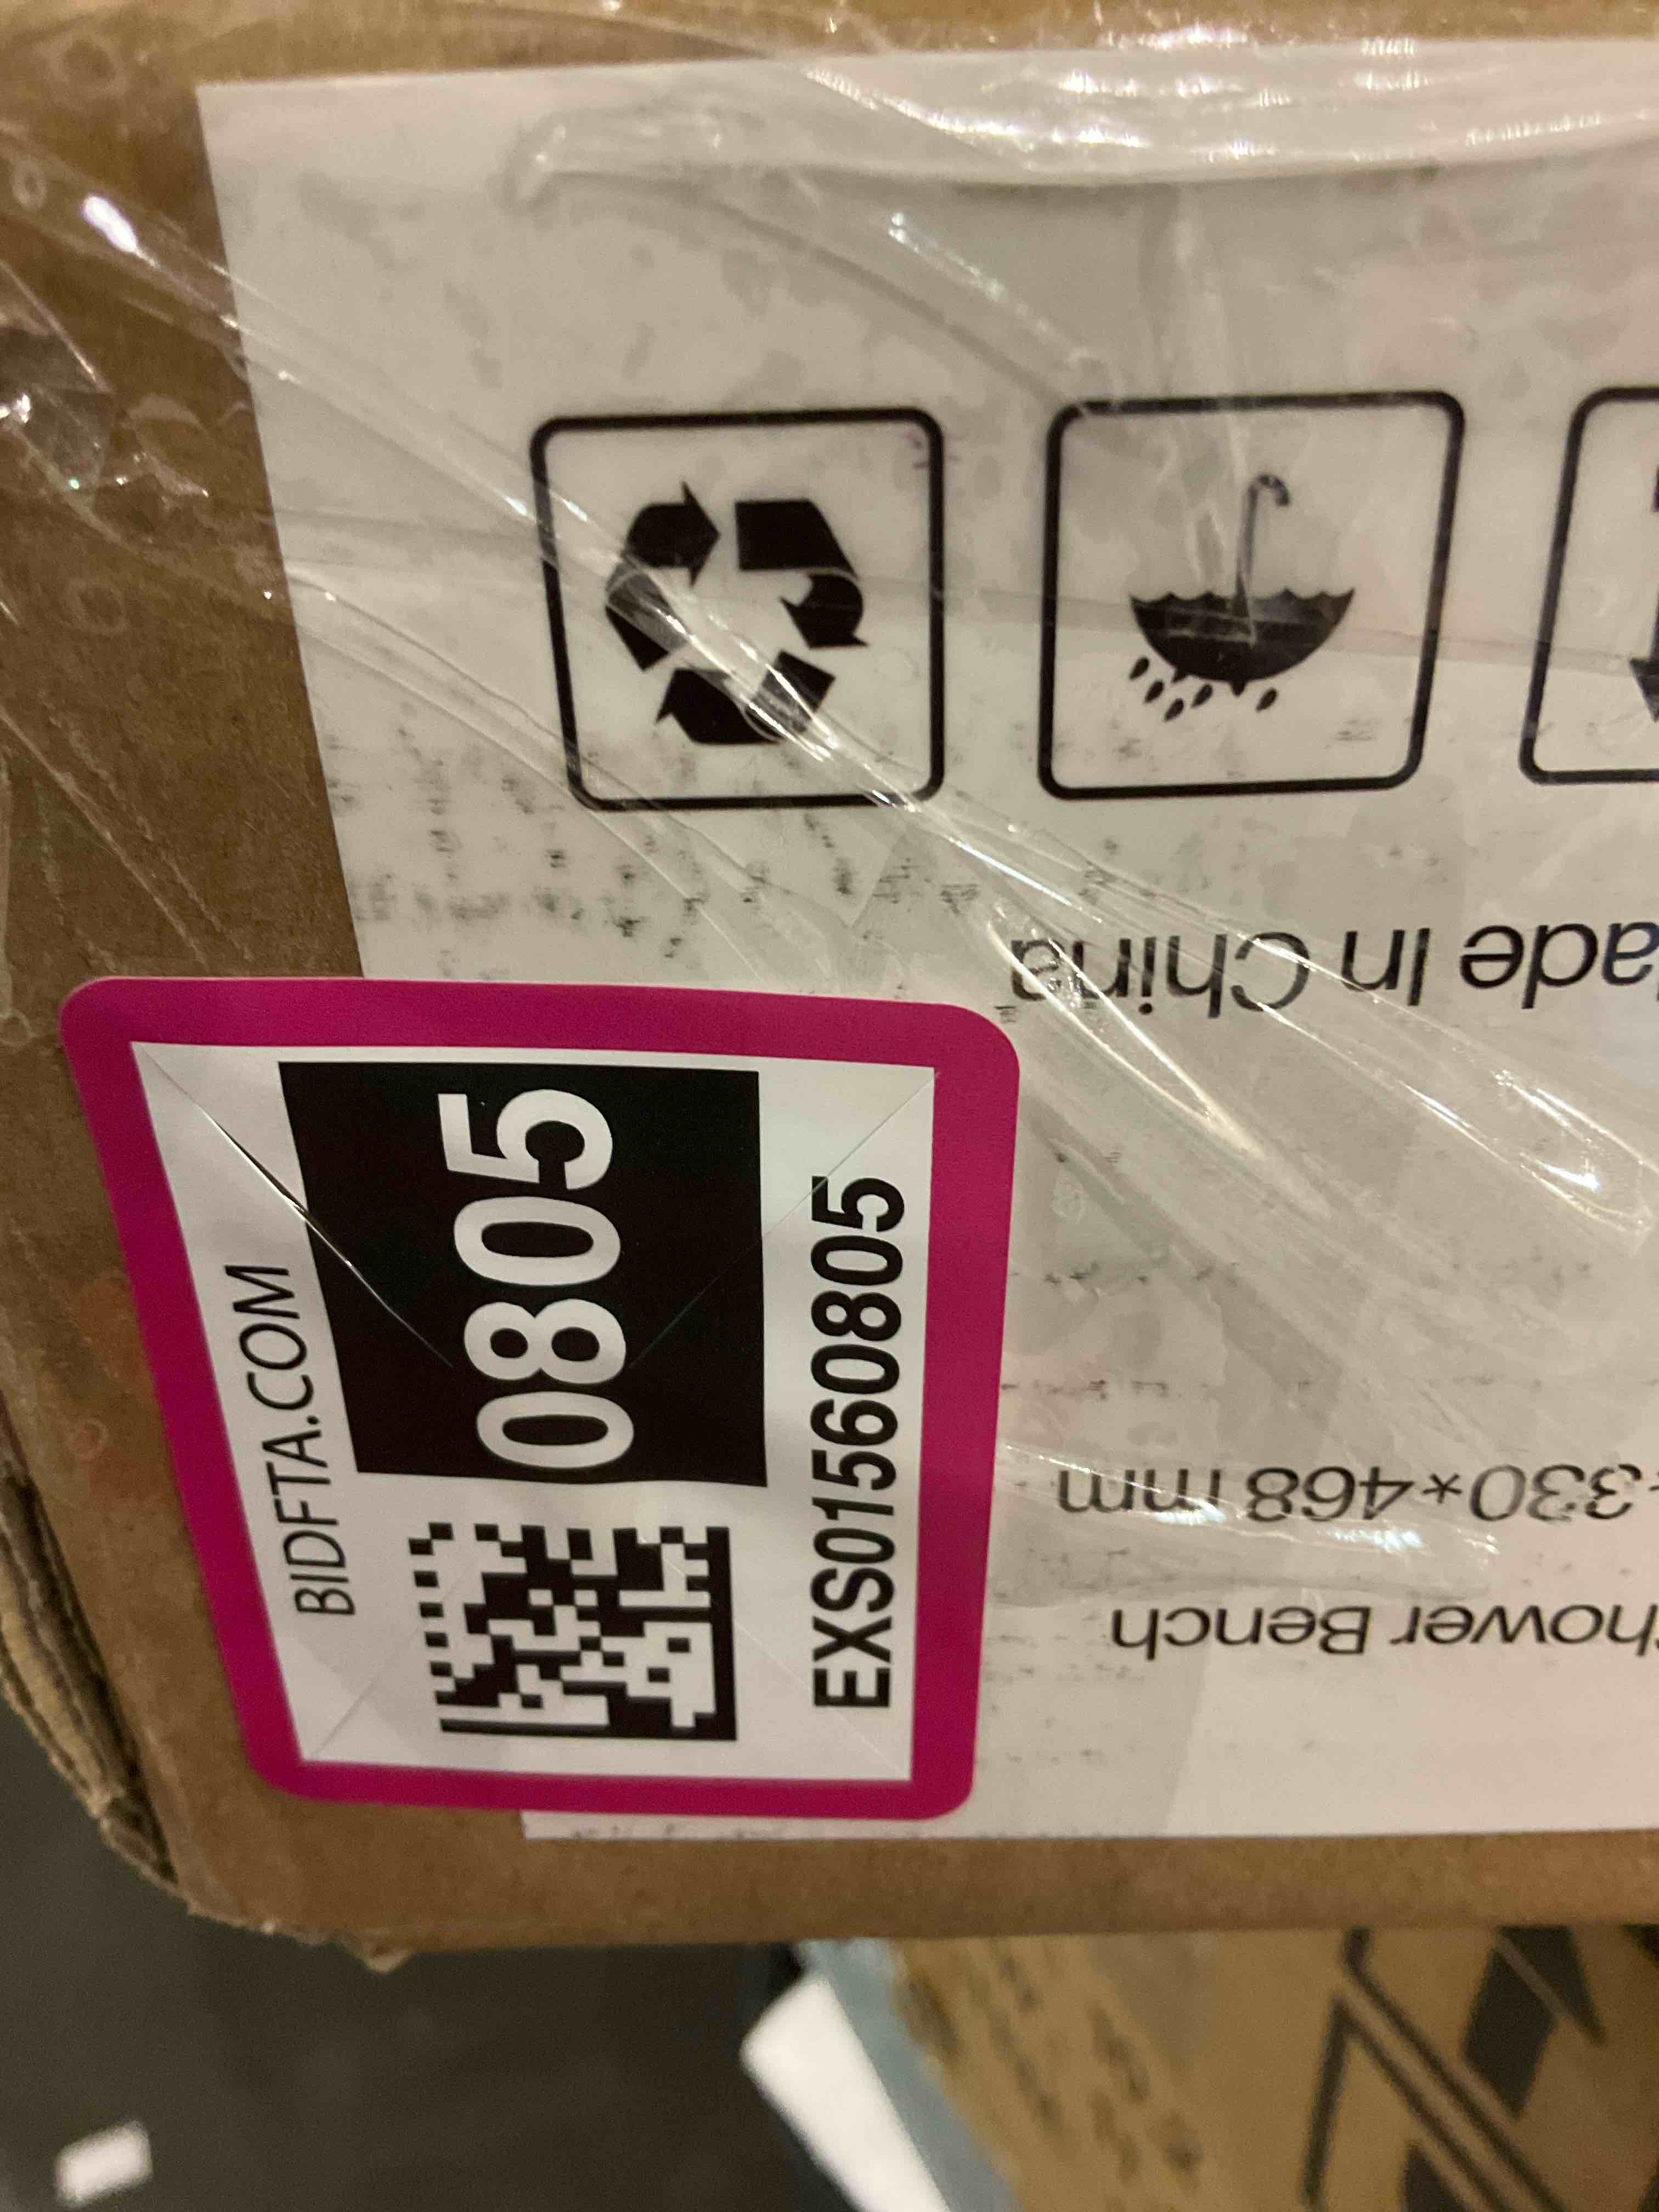 BIDFTA.COM
0805
EXS01560805
hower Bench
330*468 mm
ade In China